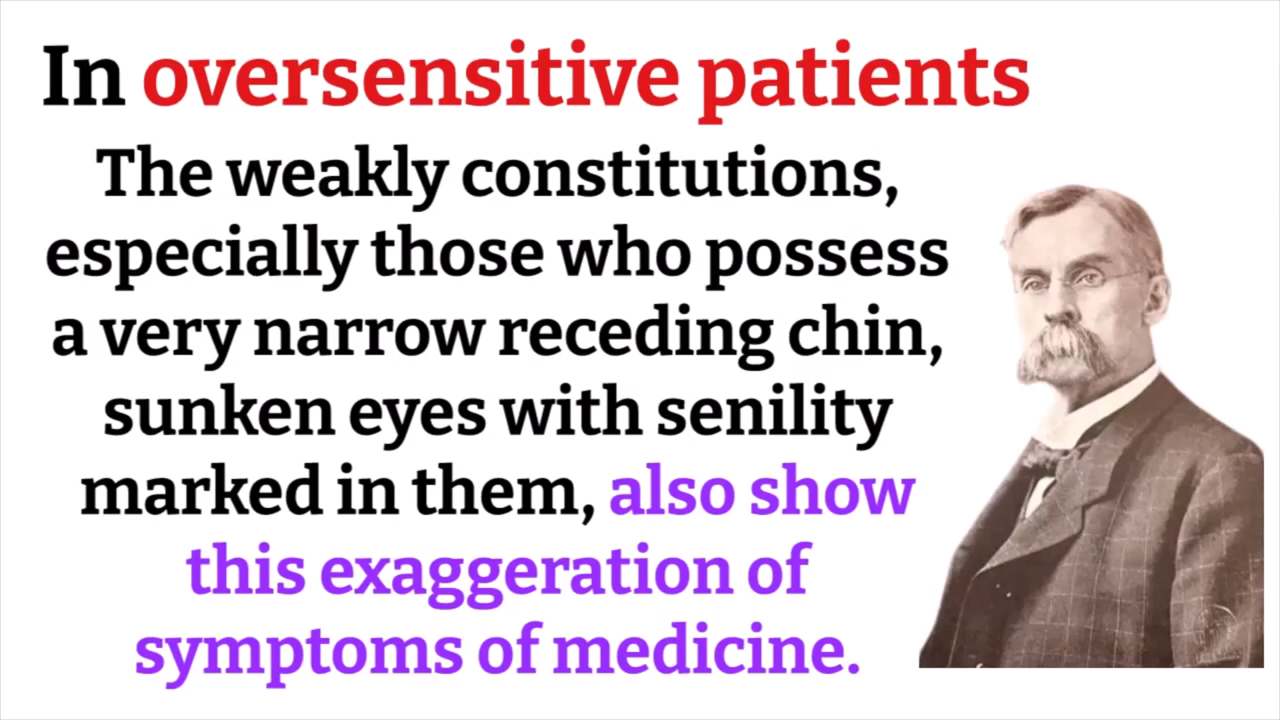 In oversensitive patients
The weakly constitutions,
especially those who possess
a very narrow receding chin,
sunken eyes with senility
marked in them, also show
this exaggeration of
symptoms of medicine.